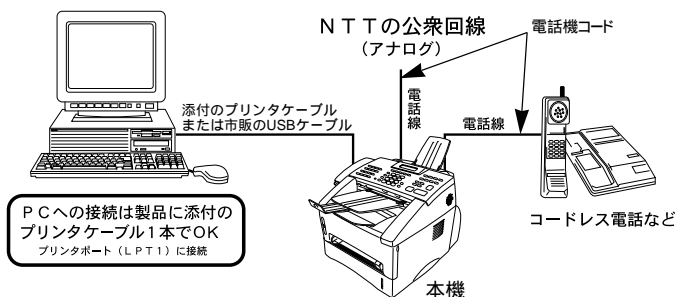 NTTの公衆回線
(アナログ)
電話機コード
添付のプリンタケーブル
または市販のUSBケーブル
電話線
電話線
PCへの接続は製品に添付の
プリンタケーブル1本でOK
プリンタポート(LPT1)に接続
コードレス電話など
本機